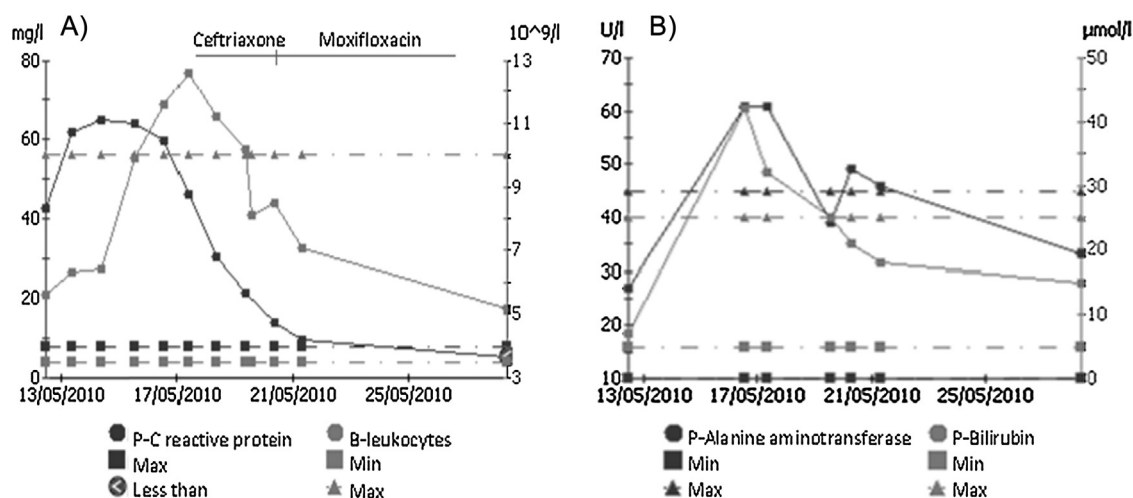 A)
mg/l
10^9/l
Ceftriaxone Moxifloxacin
80
60
40
20
0
13
11
9
7
5
3
13/05/2010 17/05/2010 21/05/2010 25/05/2010
P-C reactive protein B-leukocytes
Max Min
Less than Max
B)
U/l
µmol/l
70
60
50
40
30
20
10
50
40
30
20
10
0
13/05/2010 17/05/2010 21/05/2010 25/05/2010
P-Alanine aminotransferase P-Bilirubin
Min Min
Max Max